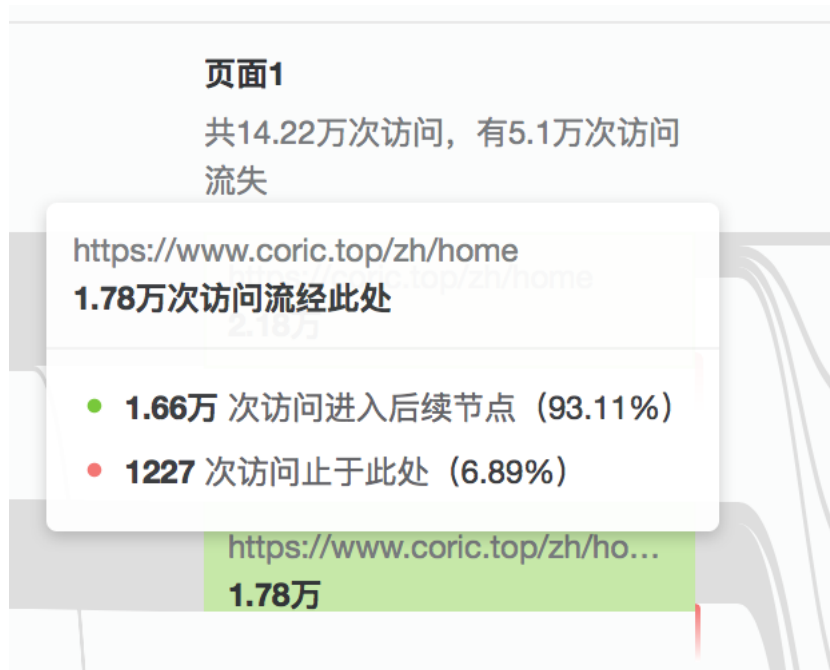 页面1
共14.22万次访问，有5.1万次访问
流失
https://www.coric.top/zh/home
https://coric.top/zh/home
1.78万次访问流经此处
2.18万
1.66万 次访问进入后续节点（93.11%）
1227 次访问止于此处（6.89%）
https://www.coric.top/zh/ho…
1.78万